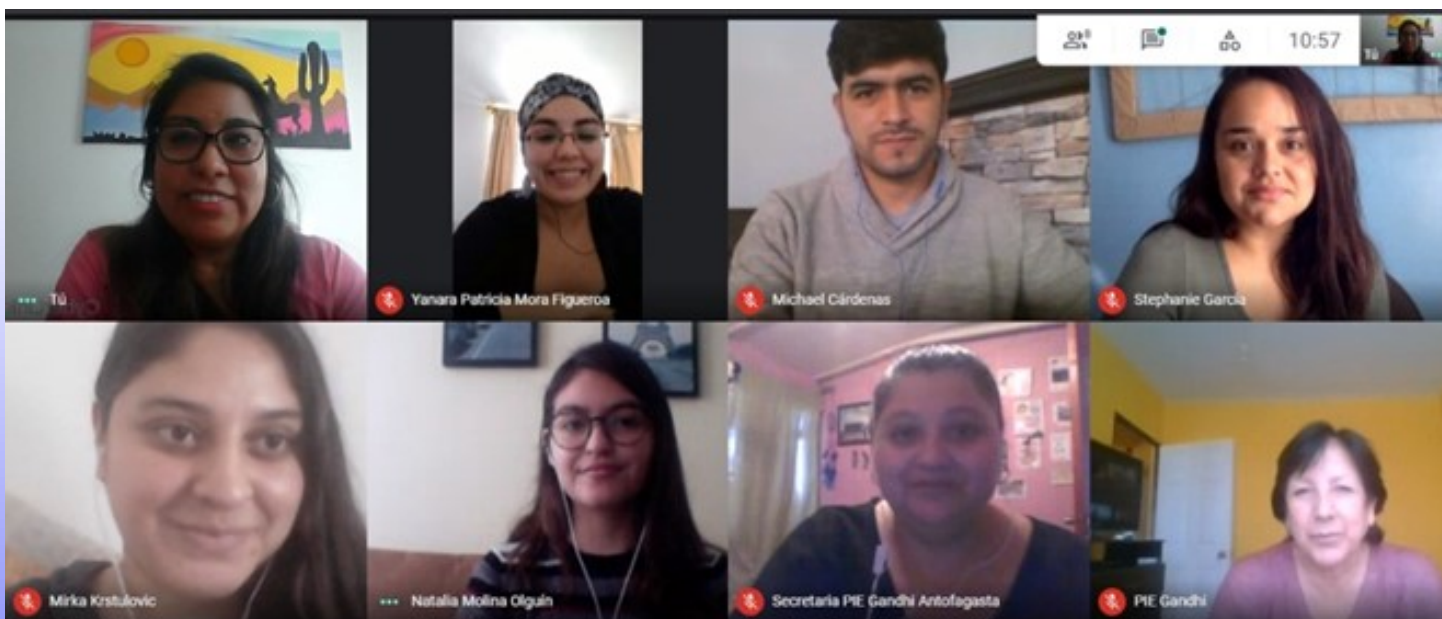 10:57
Tú
Tú
Yanara Patricia Mora Figueroa
Michael Cárdenas
Stephanie Garcia
Mirka Krstulovic
Natalia Molina Olguin
Secretaria PIE Gandhi Antofagasta
PIE Gandhi